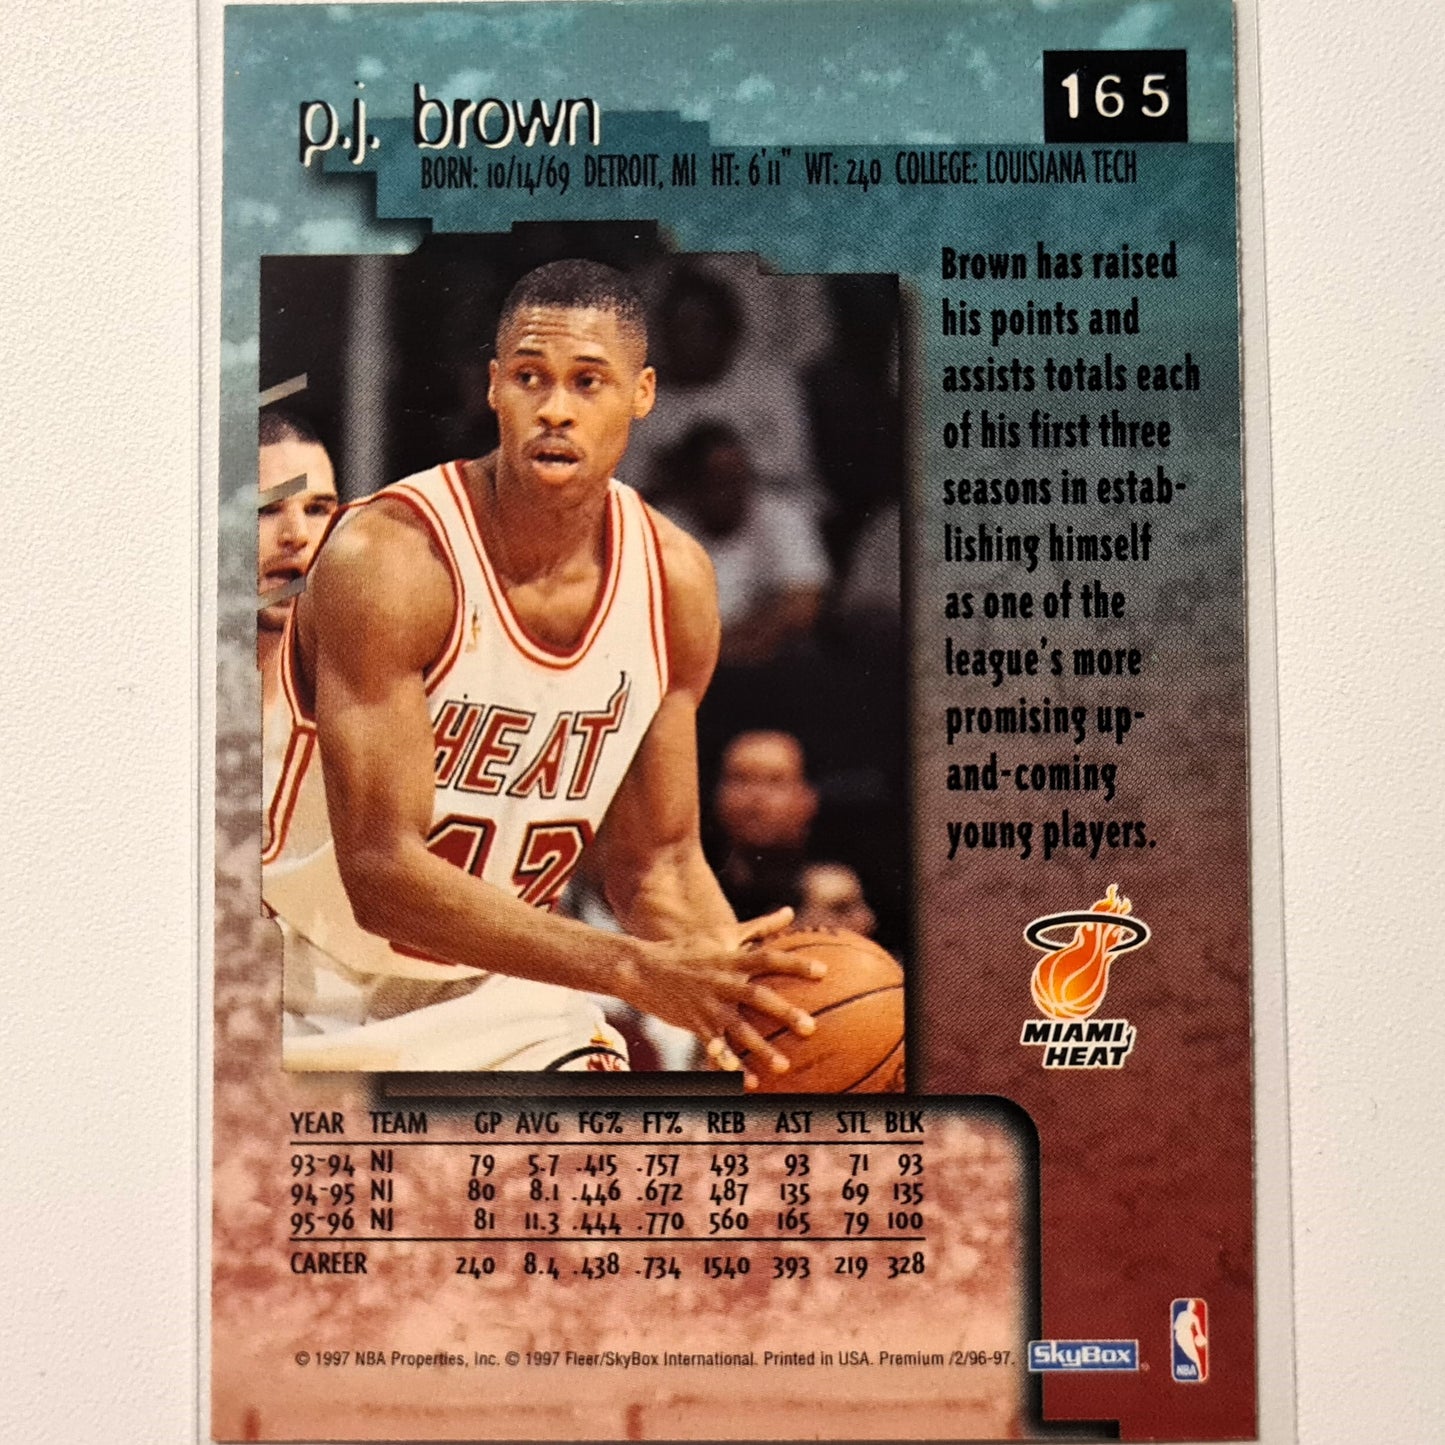 165
p.j. brown
BORN: 10/14/69 DETROIT, MI HT: 6'11" WT: 240 COLLEGE: LOUISIANA TECH
Brown has raised
his points and
assists totals each
of his first three
seasons in estab-
lishing himself
as one of the
league's more
promising up-
and-coming
young players.
HEAT
42
MIAMI
HEAT
YEAR TEAM GP AVG FG% FT% REB AST STL BLK
93-94 NJ 79 5.7 .415 .757 493 93 71 93
94-95 NJ 80 8.1 .446 .672 487 135 69 135
95-96 NJ 81 11.3 .444 .770 560 165 79 100
CAREER 240 8.4 .438 .734 1540 393 219 328
© 1997 NBA Properties, Inc. © 1997 Fleer/SkyBox International. Printed in USA. Premium /2/96-97.
SkyBox
NBA